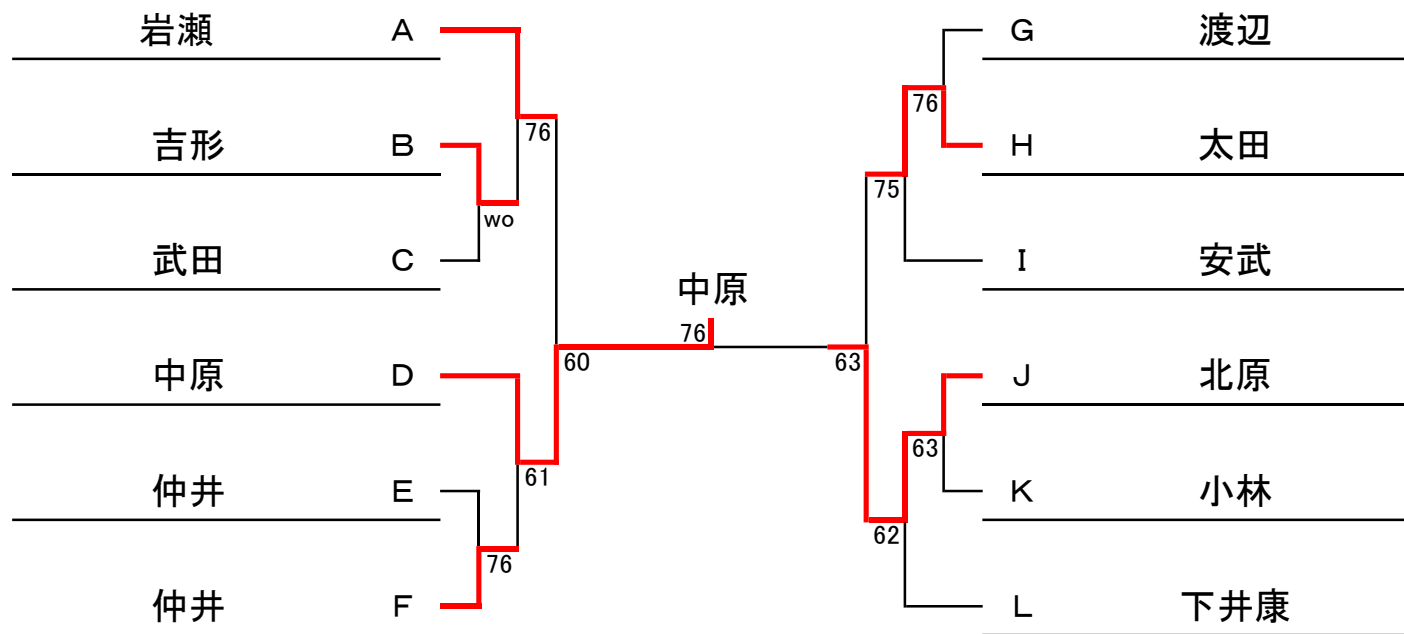 岩瀬 A
吉形 B
武田 C
中原 D
仲井 E
仲井 F
76
wo
60
61
76
中原
76
G 渡辺
H 太田
I 安武
J 北原
K 小林
L 下井康
76
75
63
63
62